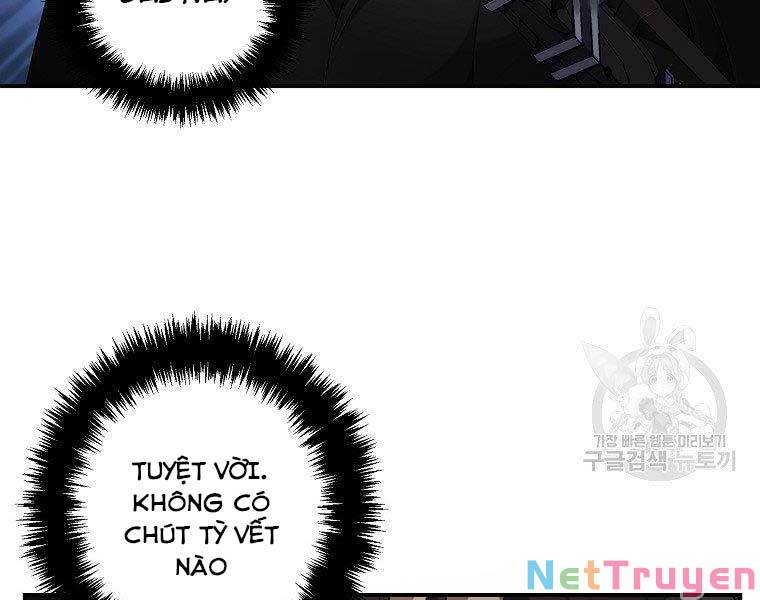 TUYỆT VỜI.
KHÔNG CÓ
CHÚT TỲ VẾT
NÀO
가장 빠른 웹툰 미리보기
구글검색 뉴토끼
NetTruyen